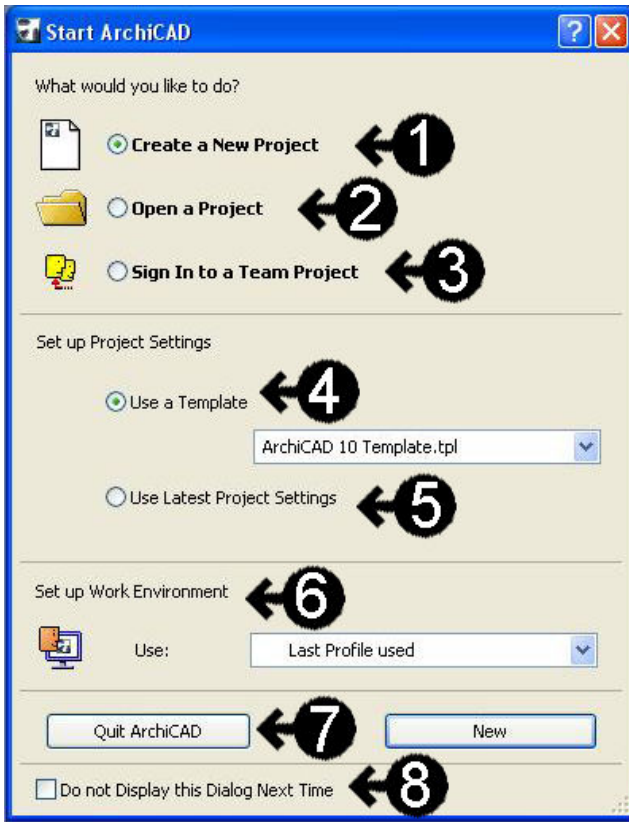 Start ArchiCAD
What would you like to do?
Create a New Project 1
Open a Project 2
Sign In to a Team Project 3
Set up Project Settings
Use a Template 4
ArchiCAD 10 Template.tpl
Use Latest Project Settings 5
Set up Work Environment 6
Use: Last Profile used
Quit ArchiCAD 7 New
Do not Display this Dialog Next Time 8